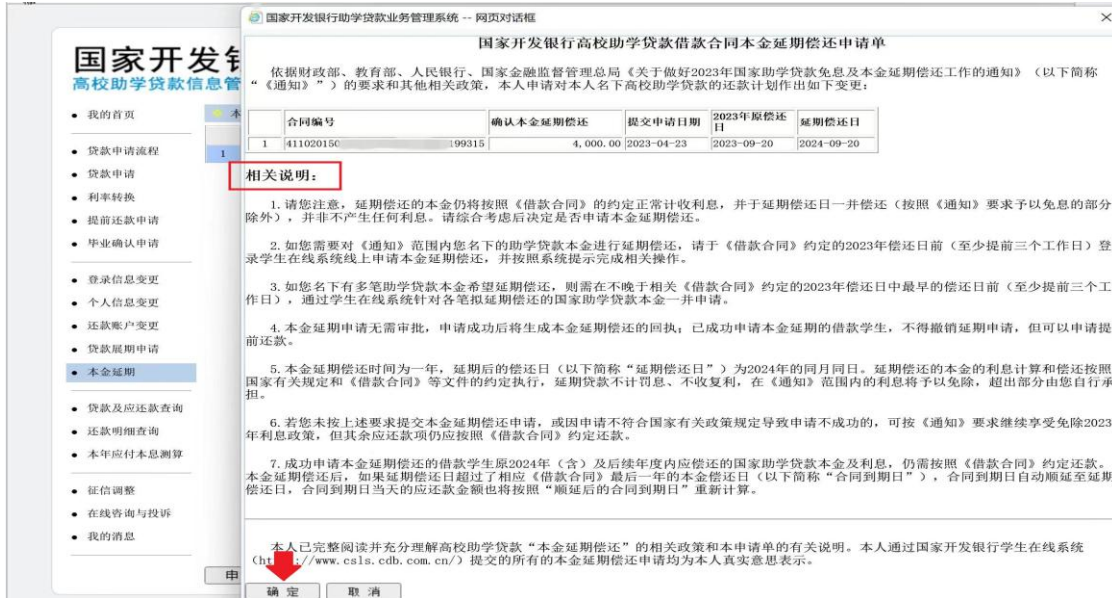 国家开发银行助学贷款业务管理系统 -- 网页对话框
国家开发银
高校助学贷款信息管
• 我的首页
• 贷款申请流程
• 贷款申请
• 利率转换
• 提前还款申请
• 毕业确认申请
• 登录信息变更
• 个人信息变更
• 还款账户变更
• 贷款展期申请
• 本金延期
• 贷款及应还款查询
• 还款明细查询
• 本年应付本息测算
• 征信调整
• 在线咨询与投诉
• 我的消息
本
1
申
国家开发银行高校助学贷款借款合同本金延期偿还申请单
依据财政部、教育部、人民银行、国家金融监督管理总局《关于做好2023年国家助学贷款免息及本金延期偿还工作的通知》（以下简称
“《通知》”）的要求和其他相关政策，本人申请对本人名下高校助学贷款的还款计划作出如下变更：
合同编号 确认本金延期偿还 提交申请日期 2023年原偿还日 延期偿还日
1 411020150 199315 4,000.00 2023-04-23 2023-09-20 2024-09-20
相关说明：
1.请您注意，延期偿还的本金仍将按照《借款合同》的约定正常计收利息，并于延期偿还日一并偿还（按照《通知》要求予以免息的部分
除外），并非不产生任何利息。请综合考虑后决定是否申请本金延期偿还。
2.如您需要对《通知》范围内您名下的助学贷款本金进行延期偿还，请于《借款合同》约定的2023年偿还日前（至少提前三个工作日）登
录学生在线系统线上申请本金延期偿还，并按照系统提示完成相关操作。
3.如您名下有多笔助学贷款本金希望延期偿还，则需在不晚于相关《借款合同》约定的2023年偿还日中最早的偿还日前（至少提前三个工
作日），通过学生在线系统针对各笔拟延期偿还的国家助学贷款本金一并申请。
4.本金延期申请无需审批，申请成功后将生成本金延期偿还的回执；已成功申请本金延期的借款学生，不得撤销延期申请，但可以申请提
前还款。
5.本金延期偿还时间为一年，延期后的偿还日（以下简称“延期偿还日”）为2024年的同月同日。延期偿还的本金的利息计算和偿还按照
国家有关规定和《借款合同》等文件的约定执行，延期贷款不计罚息、不收复利，在《通知》范围内的利息将予以免除，超出部分由您自行承
担。
6.若您未按上述要求提交本金延期偿还申请，或因申请不符合国家有关政策规定导致申请不成功的，可按《通知》要求继续享受免除2023
年利息政策，但其余应还款项仍应按照《借款合同》约定还款。
7.成功申请本金延期偿还的借款学生原2024年（含）及后续年度内应偿还的国家助学贷款本金及利息，仍需按照《借款合同》约定还款。
本金延期偿还后，如果延期偿还日超过了相应《借款合同》最后一年的本金偿还日（以下简称“合同到期日”），合同到期日自动顺延至延期
偿还日，合同到期日当天的应还款金额也将按照“顺延后的合同到期日”重新计算。
本人已完整阅读并充分理解高校助学贷款“本金延期偿还”的相关政策和本申请单的有关说明。本人通过国家开发银行学生在线系统
(ht //www.csls.cdb.com.cn/) 提交的所有的本金延期偿还申请均为本人真实意思表示。
确 定 取 消